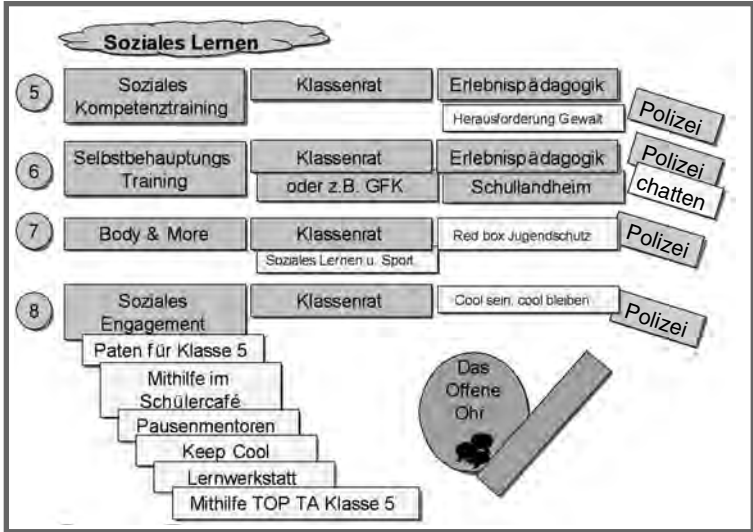 Soziales Lernen
5
Soziales
Kompetenztraining
Klassenrat
Erlebnispädagogik
Herausforderung Gewalt
Polizei
6
Selbstbehauptungs
Training
Klassenrat
oder z.B. GFK
Erlebnispädagogik
Schullandheim
Polizei
chatten
7
Body & More
Klassenrat
Soziales Lernen u. Sport
Red box Jugendschutz
Polizei
8
Soziales
Engagement
Klassenrat
Cool sein, cool bleiben
Polizei
Paten für Klasse 5
Mithilfe im
Schülercafé
Pausenmentoren
Keep Cool
Lernwerkstatt
Mithilfe TOP TA Klasse 5
Das
Offene
Ohr